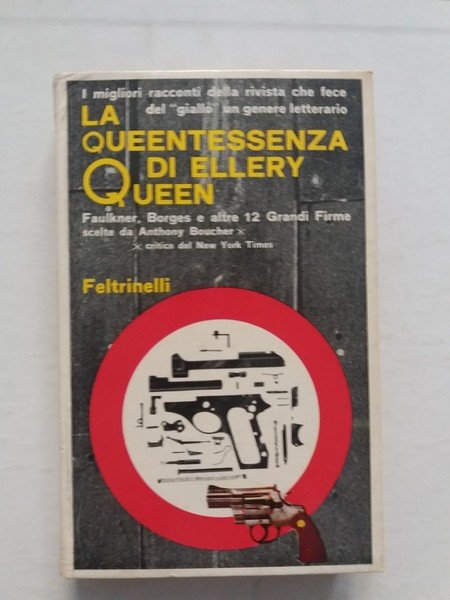 I migliori racconti della rivista che fece
del "giallo" un genere letterario
LA
QUEENTESSENZA
DI ELLERY
QUEEN
Faulkner, Borges e altre 12 Grandi Firme
scelte da Anthony Boucher *
* critico del New York Times
Feltrinelli